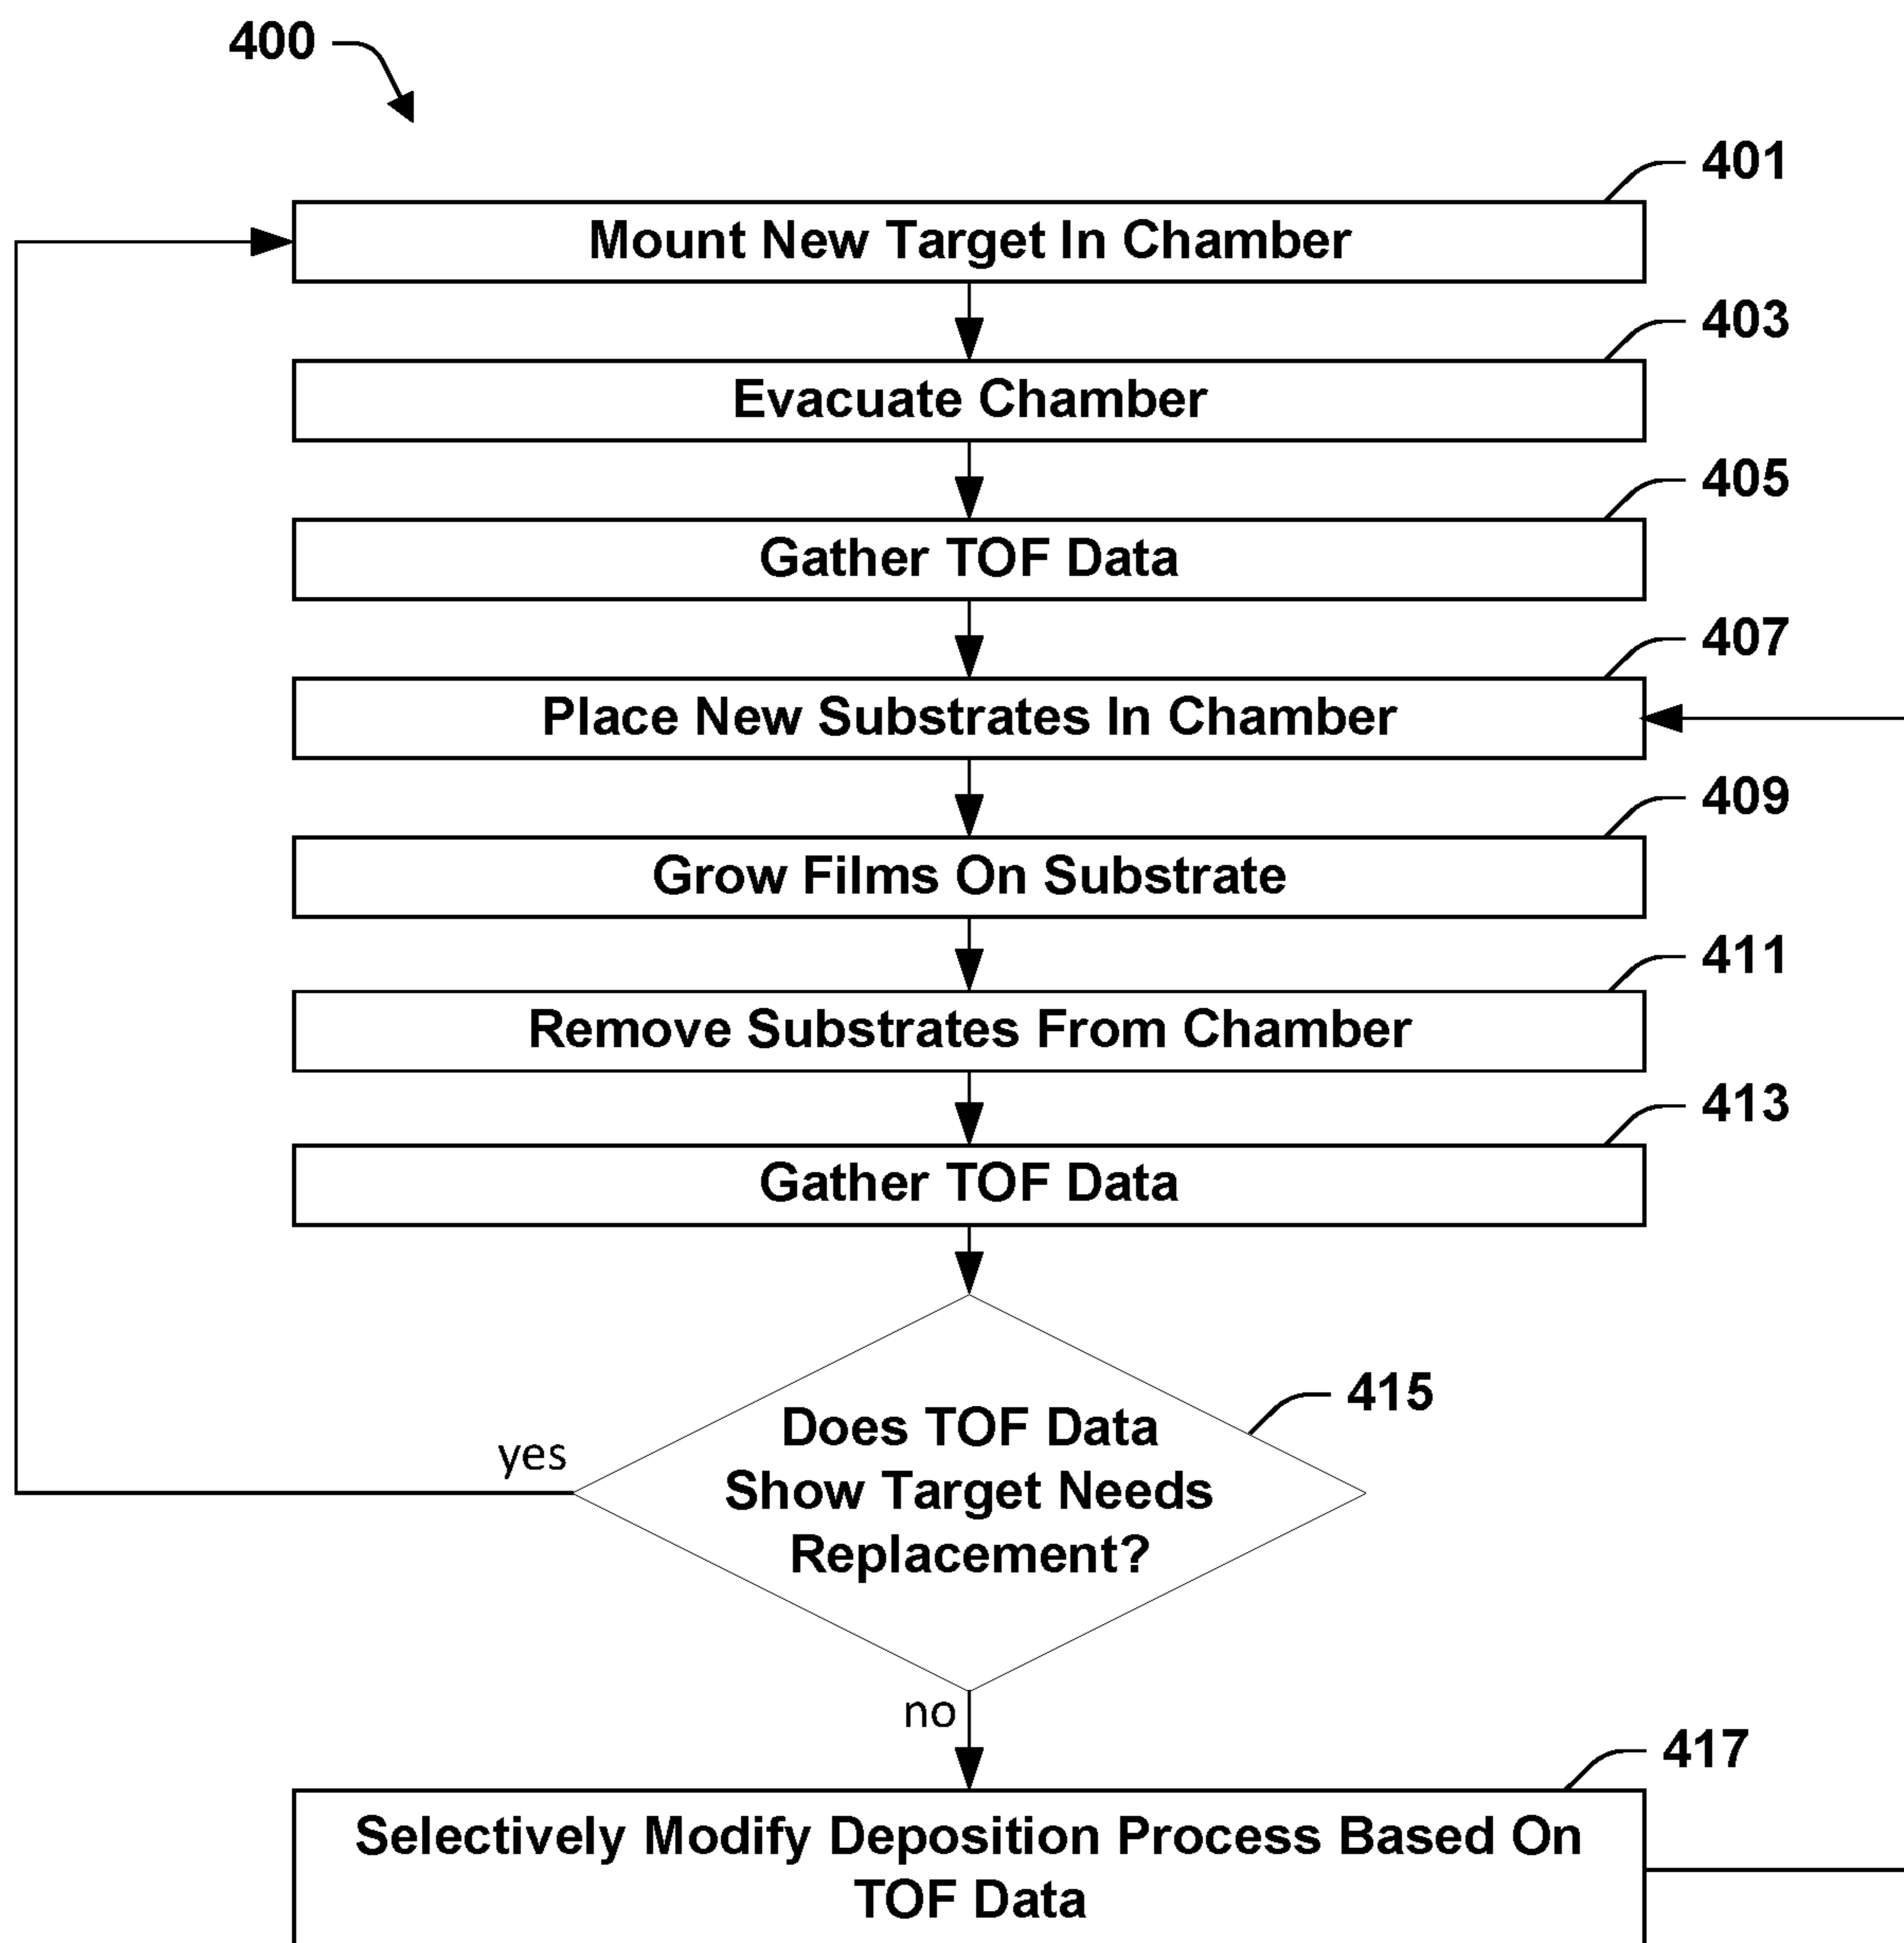 400
401
Mount New Target In Chamber
403
Evacuate Chamber
405
Gather TOF Data
407
Place New Substrates In Chamber
409
Grow Films On Substrate
411
Remove Substrates From Chamber
413
Gather TOF Data
415
Does TOF Data
Show Target Needs
Replacement?
yes
no
417
Selectively Modify Deposition Process Based On
TOF Data